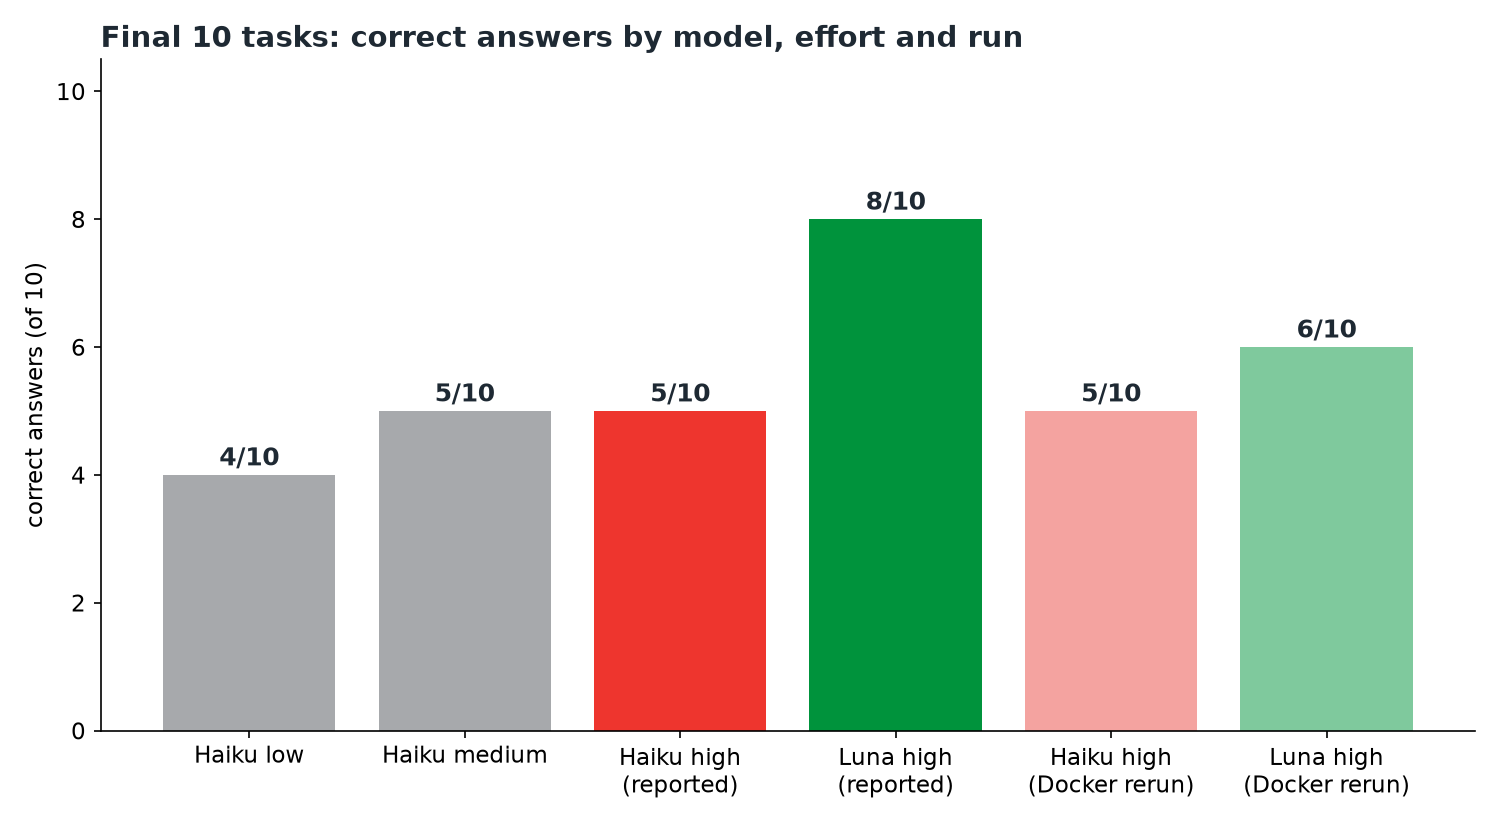 Final 10 tasks: correct answers by model, effort and run
correct answers (of 10)
10
8
6
4
2
0
4/10
5/10
5/10
8/10
5/10
6/10
Haiku low
Haiku medium
Haiku high
(reported)
Luna high
(reported)
Haiku high
(Docker rerun)
Luna high
(Docker rerun)